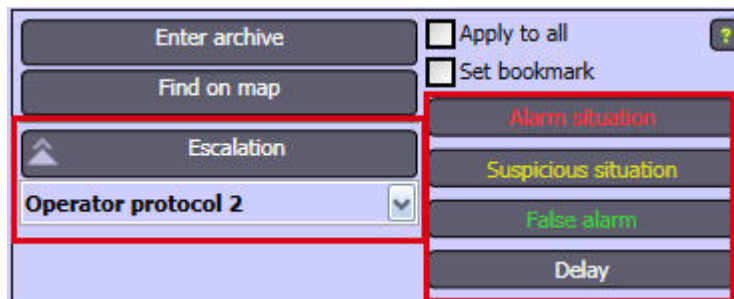 Enter archive
Find on map
Escalation
Operator protocol 2
Apply to all
?
Set bookmark
Alarm situation
Suspicious situation
False alarm
Delay